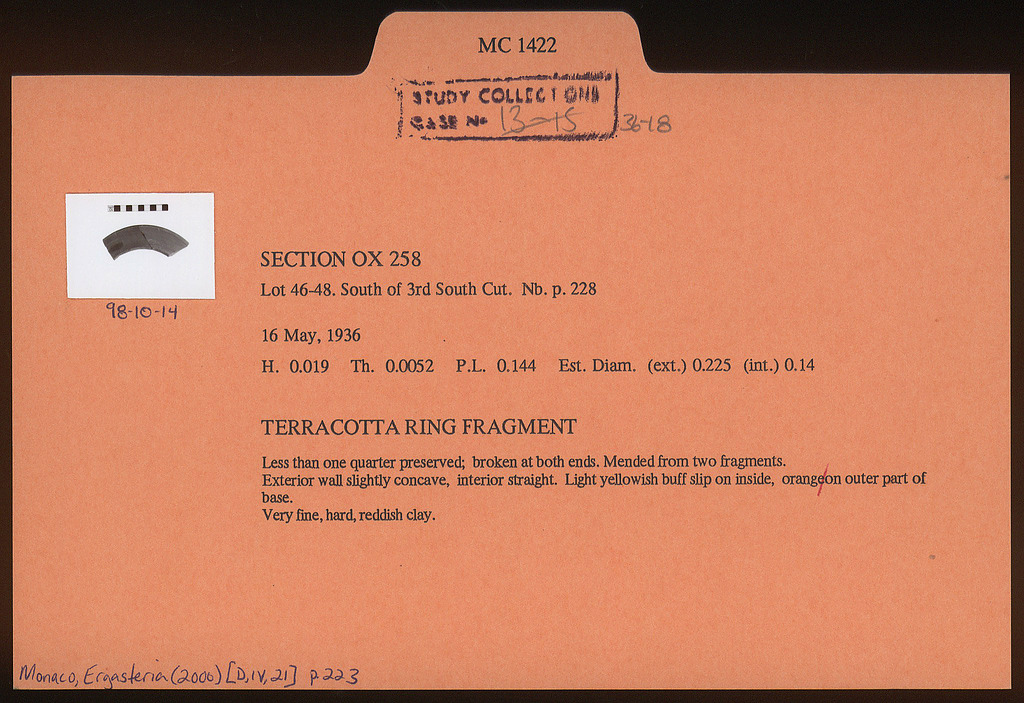 MC 1422
STUDY COLLECTIONS
CASE No 13-15 36-18
98-10-14
SECTION OX 258
Lot 46-48. South of 3rd South Cut. Nb. p. 228
16 May, 1936
H. 0.019 Th. 0.0052 P.L. 0.144 Est. Diam. (ext.) 0.225 (int.) 0.14
TERRACOTTA RING FRAGMENT
Less than one quarter preserved; broken at both ends. Mended from two fragments.
Exterior wall slightly concave, interior straight. Light yellowish buff slip on inside, orange/on outer part of
base.
Very fine, hard, reddish clay.
Monaco, Ergasteria (2000) [D, IV, 21] p 223